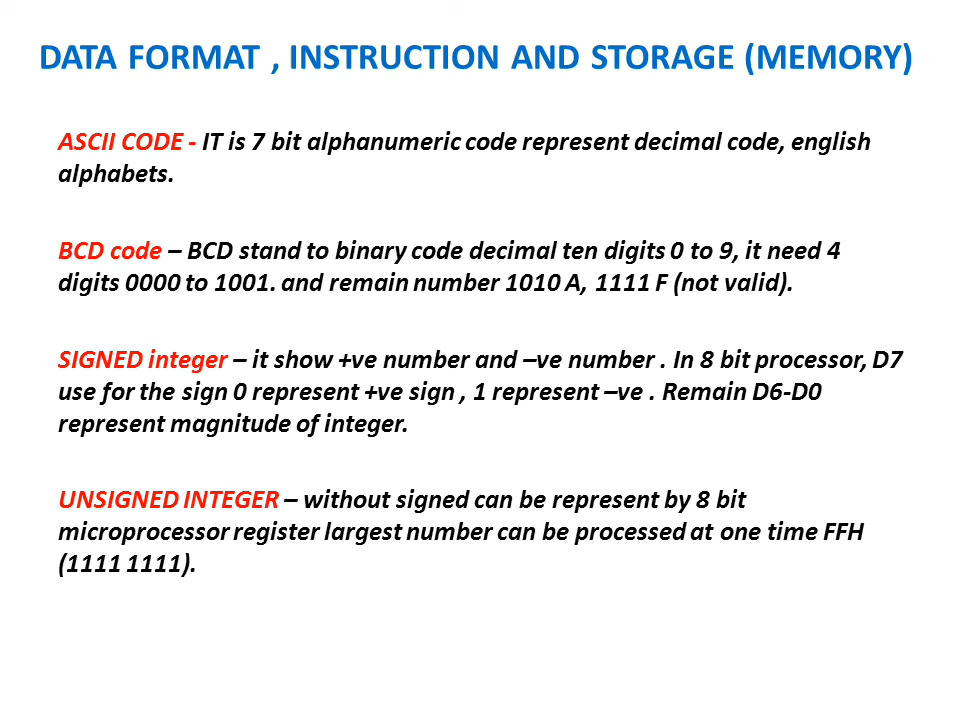 DATA FORMAT , INSTRUCTION AND STORAGE (MEMORY)
ASCII CODE - IT is 7 bit alphanumeric code represent decimal code, english
alphabets.
BCD code – BCD stand to binary code decimal ten digits 0 to 9, it need 4
digits 0000 to 1001. and remain number 1010 A, 1111 F (not valid).
SIGNED integer – it show +ve number and –ve number . In 8 bit processor, D7
use for the sign 0 represent +ve sign , 1 represent –ve . Remain D6-D0
represent magnitude of integer.
UNSIGNED INTEGER – without signed can be represent by 8 bit
microprocessor register largest number can be processed at one time FFH
(1111 1111).